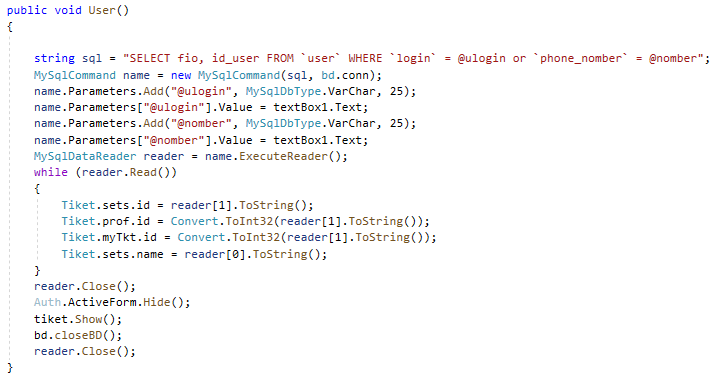 public void User()
{
string sql = "SELECT fio, id_user FROM `user` WHERE `login` = @ulogin or `phone_nomber` = @nomber";
MySqlCommand name = new MySqlCommand(sql, bd.conn);
name.Parameters.Add("@ulogin", MySqlDbType.VarChar, 25);
name.Parameters["@ulogin"].Value = textBox1.Text;
name.Parameters.Add("@nomber", MySqlDbType.VarChar, 25);
name.Parameters["@nomber"].Value = textBox1.Text;
MySqlDataReader reader = name.ExecuteReader();
while (reader.Read())
{
Tiket.sets.id = reader[1].ToString();
Tiket.prof.id = Convert.ToInt32(reader[1].ToString());
Tiket.myTkt.id = Convert.ToInt32(reader[1].ToString());
Tiket.sets.name = reader[0].ToString();
}
reader.Close();
Auth.ActiveForm.Hide();
tiket.Show();
bd.closeBD();
reader.Close();
}